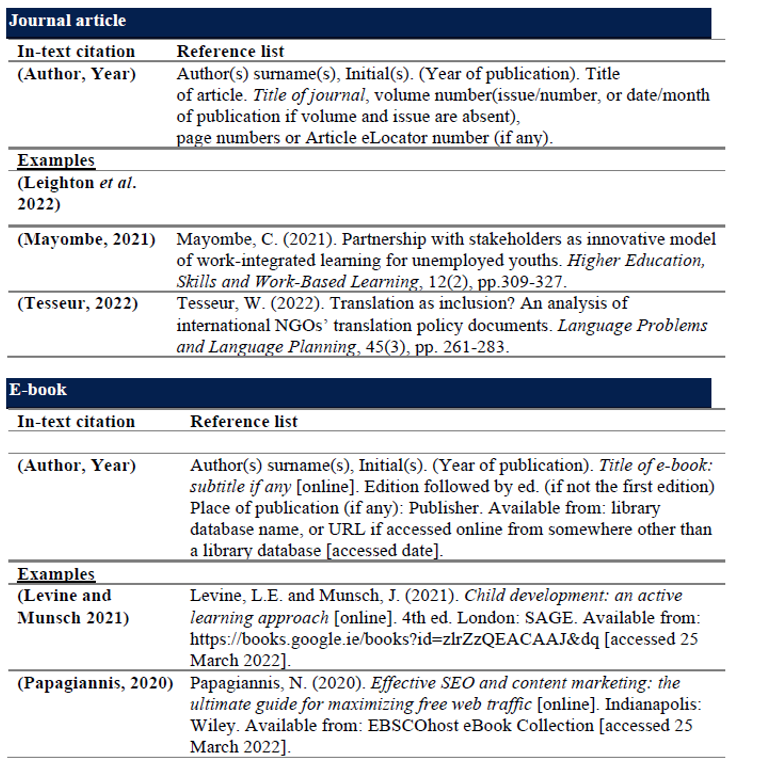 Journal article
In-text citation Reference list
(Author, Year) Author(s) surname(s), Initial(s). (Year of publication). Title
of article. Title of journal, volume number(issue/number, or date/month
of publication if volume and issue are absent),
page numbers or Article eLocator number (if any).
Examples
(Leighton et al.
2022)
(Mayombe, 2021) Mayombe, C. (2021). Partnership with stakeholders as innovative model
of work-integrated learning for unemployed youths. Higher Education,
Skills and Work-Based Learning, 12(2), pp.309-327.
(Tesseur, 2022) Tesseur, W. (2022). Translation as inclusion? An analysis of
international NGOs’ translation policy documents. Language Problems
and Language Planning, 45(3), pp. 261-283.
E-book
In-text citation Reference list
(Author, Year) Author(s) surname(s), Initial(s). (Year of publication). Title of e-book:
subtitle if any [online]. Edition followed by ed. (if not the first edition)
Place of publication (if any): Publisher. Available from: library
database name, or URL if accessed online from somewhere other than
a library database [accessed date].
Examples
(Levine and Levine, L.E. and Munsch, J. (2021). Child development: an active
Munsch 2021) learning approach [online]. 4th ed. London: SAGE. Available from:
https://books.google.ie/books?id=zlrZzQEACAAJ&dq [accessed 25
March 2022].
(Papagiannis, 2020) Papagiannis, N. (2020). Effective SEO and content marketing: the
ultimate guide for maximizing free web traffic [online]. Indianapolis:
Wiley. Available from: EBSCOhost eBook Collection [accessed 25
March 2022].